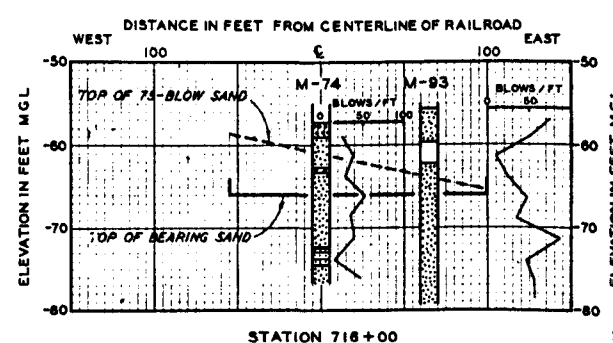 DISTANCE IN FEET FROM CENTERLINE OF RAILROAD
WEST 100 ℄ 100 EAST
-50 -50
M-74 M-93
TOP OF 75-BLOW SAND
BLOWS/FT BLOWS/FT
0 50 100 0 50
-60 -60
-70 -70
TOP OF BEARING SAND
-80 -80
ELEVATION IN FEET MGL
STATION 716+00